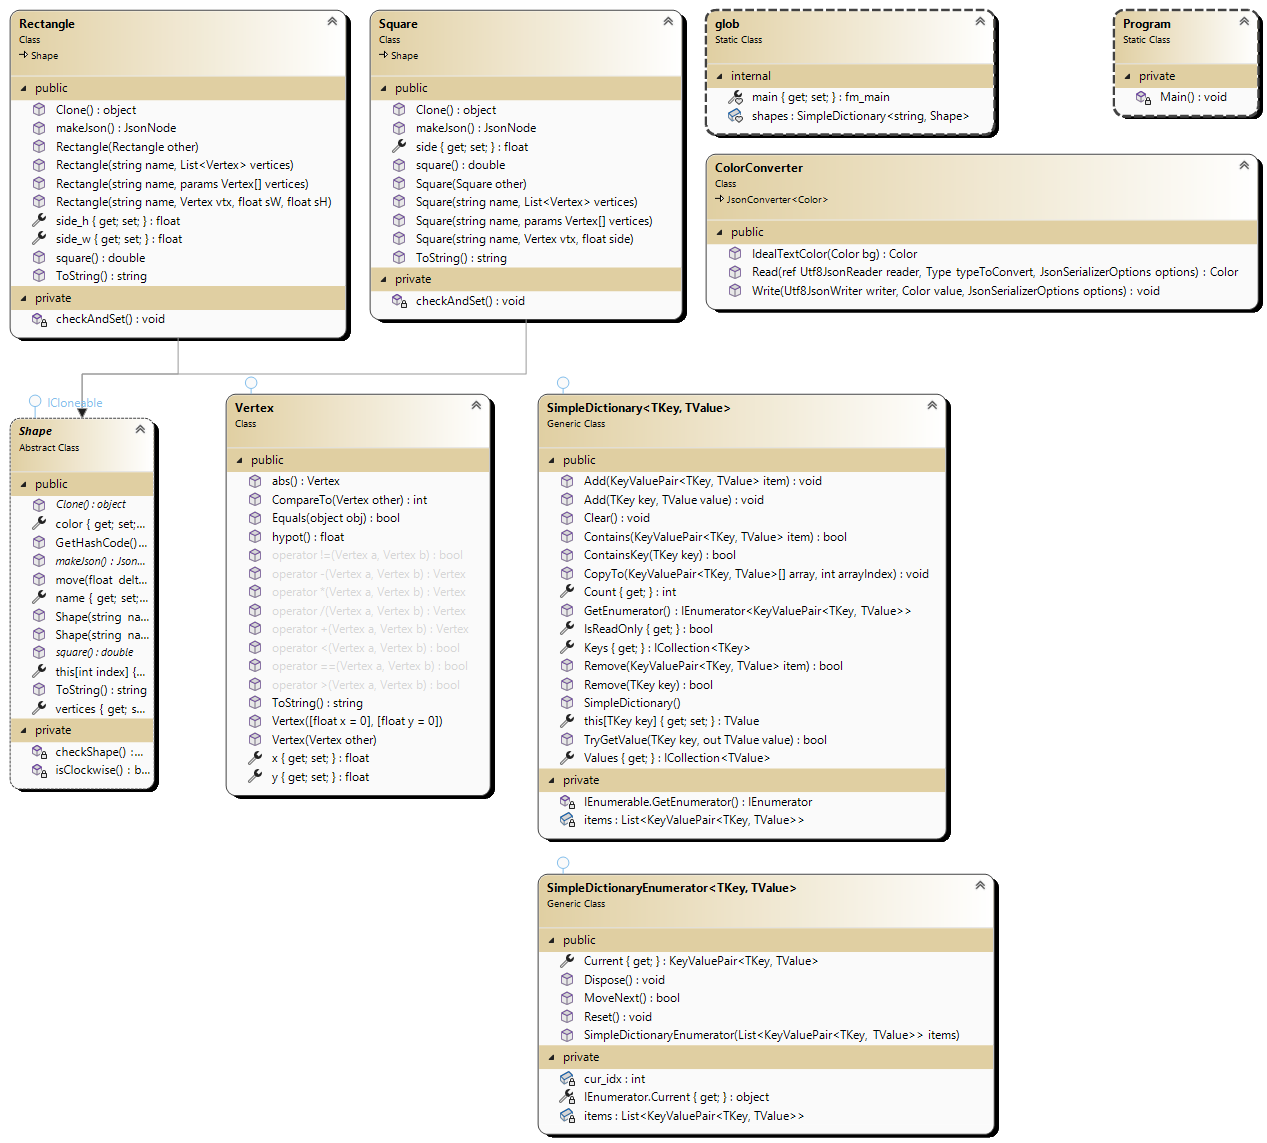 Rectangle
Class
Shape
public
Clone() : object
makeJson() : JsonNode
Rectangle(Rectangle other)
Rectangle(string name, List<Vertex> vertices)
Rectangle(string name, params Vertex[] vertices)
Rectangle(string name, Vertex vtx, float sW, float sH)
side_h { get; set; } : float
side_w { get; set; } : float
square() : double
ToString() : string
private
checkAndSet() : void
Square
Class
Shape
public
Clone() : object
makeJson() : JsonNode
side { get; set; } : float
square() : double
Square(Square other)
Square(string name, List<Vertex> vertices)
Square(string name, params Vertex[] vertices)
Square(string name, Vertex vtx, float side)
ToString() : string
private
checkAndSet() : void
glob
Static Class
internal
main { get; set; } : fm_main
shapes : SimpleDictionary<string, Shape>
Program
Static Class
private
Main() : void
ColorConverter
Class
JsonConverter<Color>
public
IdealTextColor(Color bg) : Color
Read(ref Utf8JsonReader reader, Type typeToConvert, JsonSerializerOptions options) : Color
Write(Utf8JsonWriter writer, Color value, JsonSerializerOptions options) : void
ICloneable
Shape
Abstract Class
public
Clone() : object
color { get; set;...
GetHashCode()...
makeJson() : Json...
move(float delt...
name { get; set;...
Shape(string na...
Shape(string na...
square() : double
this[int index] {...
ToString() : string
vertices { get; s...
private
checkShape() :...
isClockwise() : b...
Vertex
Class
public
abs() : Vertex
CompareTo(Vertex other) : int
Equals(object obj) : bool
hypot() : float
operator !=(Vertex a, Vertex b) : bool
operator -(Vertex a, Vertex b) : Vertex
operator *(Vertex a, Vertex b) : Vertex
operator /(Vertex a, Vertex b) : Vertex
operator +(Vertex a, Vertex b) : Vertex
operator <(Vertex a, Vertex b) : bool
operator ==(Vertex a, Vertex b) : bool
operator >(Vertex a, Vertex b) : bool
ToString() : string
Vertex([float x = 0], [float y = 0])
Vertex(Vertex other)
x { get; set; } : float
y { get; set; } : float
SimpleDictionary<TKey, TValue>
Generic Class
public
Add(KeyValuePair<TKey, TValue> item) : void
Add(TKey key, TValue value) : void
Clear() : void
Contains(KeyValuePair<TKey, TValue> item) : bool
ContainsKey(TKey key) : bool
CopyTo(KeyValuePair<TKey, TValue>[] array, int arrayIndex) : void
Count { get; } : int
GetEnumerator() : IEnumerator<KeyValuePair<TKey, TValue>>
IsReadOnly { get; } : bool
Keys { get; } : ICollection<TKey>
Remove(KeyValuePair<TKey, TValue> item) : bool
Remove(TKey key) : bool
SimpleDictionary()
this[TKey key] { get; set; } : TValue
TryGetValue(TKey key, out TValue value) : bool
Values { get; } : ICollection<TValue>
private
IEnumerable.GetEnumerator() : IEnumerator
items : List<KeyValuePair<TKey, TValue>>
SimpleDictionaryEnumerator<TKey, TValue>
Generic Class
public
Current { get; } : KeyValuePair<TKey, TValue>
Dispose() : void
MoveNext() : bool
Reset() : void
SimpleDictionaryEnumerator(List<KeyValuePair<TKey, TValue>> items)
private
cur_idx : int
IEnumerator.Current { get; } : object
items : List<KeyValuePair<TKey, TValue>>